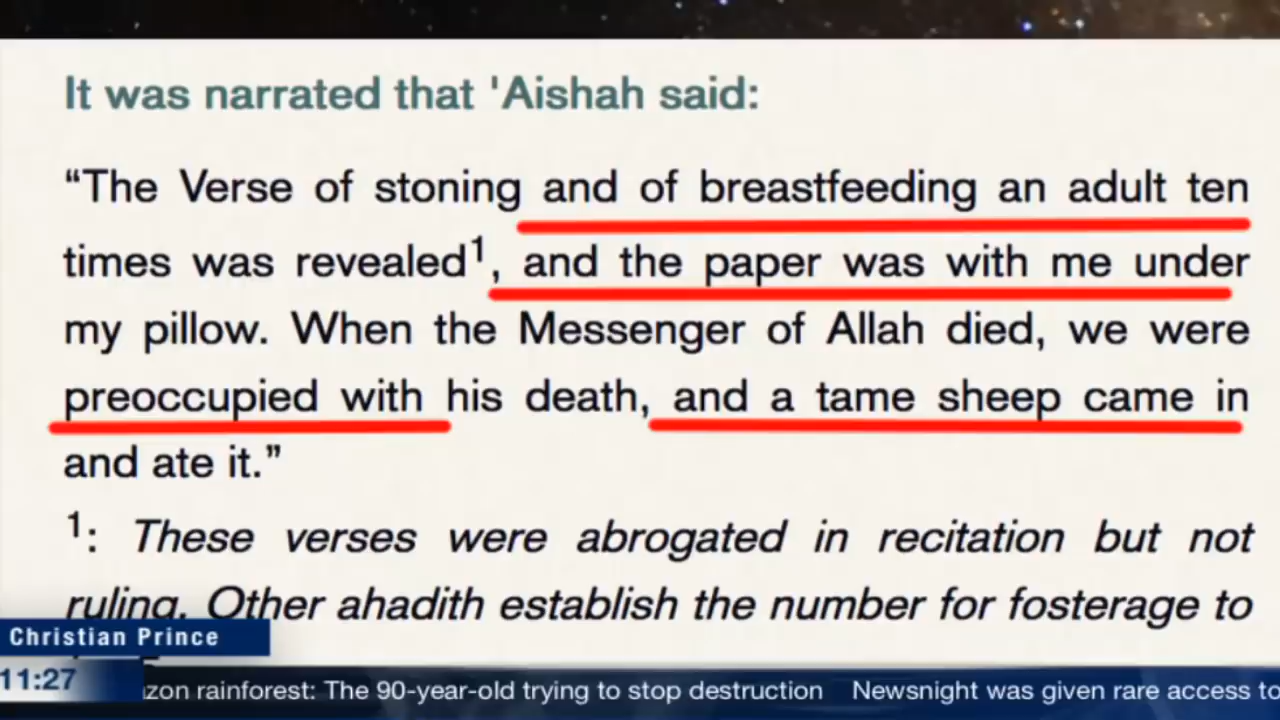 It was narrated that 'Aishah said:
“The Verse of stoning and of breastfeeding an adult ten
times was revealed¹, and the paper was with me under
my pillow. When the Messenger of Allah died, we were
preoccupied with his death, and a tame sheep came in
and ate it.”
¹: These verses were abrogated in recitation but not
ruling. Other ahadith establish the number for fosterage to
Christian Prince
11:27
zon rainforest: The 90-year-old trying to stop destruction Newsnight was given rare access to